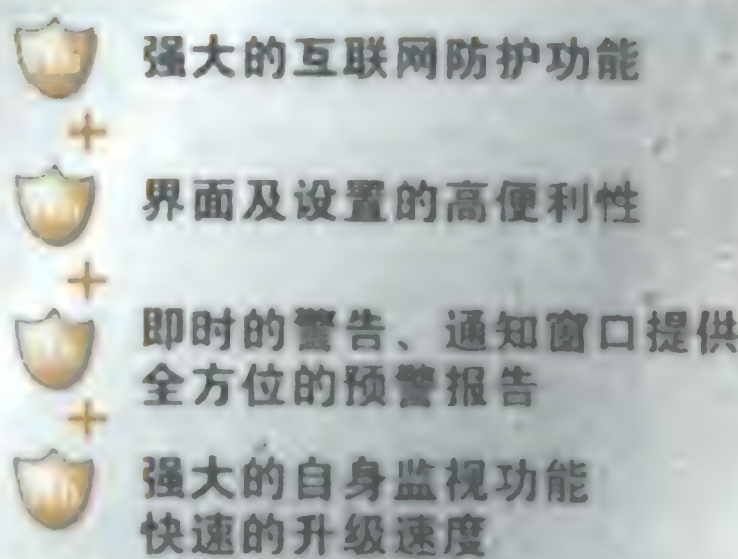 强大的互联网防护功能
界面及设置的高便利性
即时的警告、通知窗口提供
全方位的预警报告
强大的自身监视功能
快速的升级速度